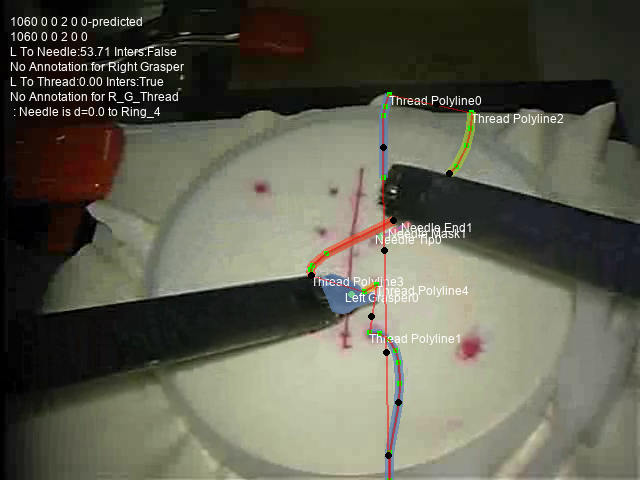 1060 0 0 2 0 0-predicted
1060 0 0 2 0 0
L To Needle:53.71 Inters:False
No Annotation for Right Grasper
L To Thread:0.00 Inters:True
No Annotation for R_G_Thread
: Needle is d=0.0 to Ring_4
Thread Polyline0
Thread Polyline2
Needle End1
Needle Mask1
Needle Tip0
Thread Polyline3
Thread Polyline4
Left Grasper0
Thread Polyline1